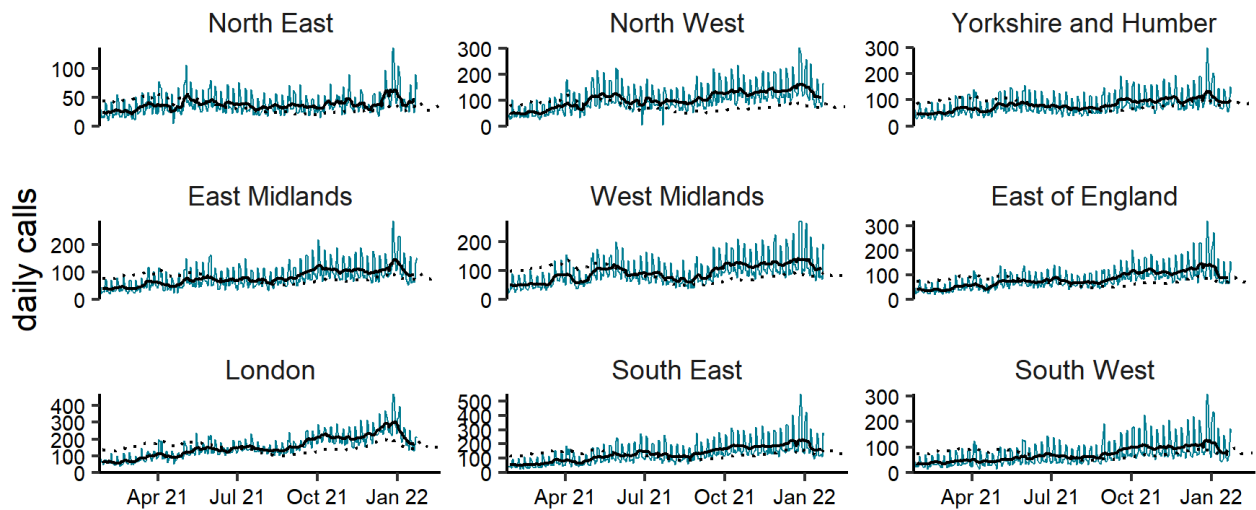 North East
North West
Yorkshire and Humber
100
50
0
300
200
100
0
300
200
100
0
daily calls
East Midlands
West Midlands
East of England
200
100
0
200
100
0
300
200
100
0
London
South East
South West
400
300
200
100
0
500
400
300
200
100
0
300
200
100
0
Apr 21 Jul 21 Oct 21 Jan 22
Apr 21 Jul 21 Oct 21 Jan 22
Apr 21 Jul 21 Oct 21 Jan 22